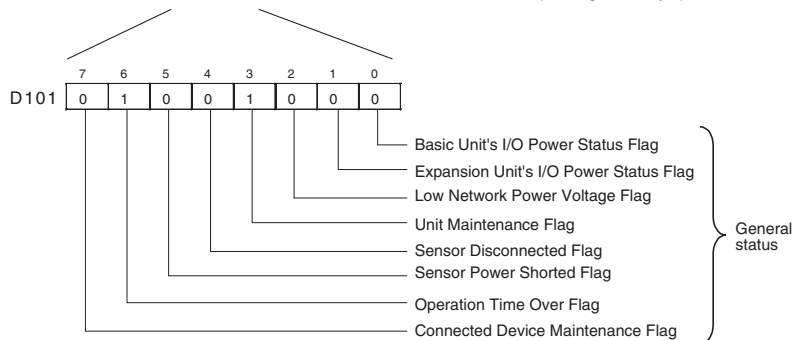 7 6 5 4 3 2 1 0
D101 0 1 0 0 1 0 0 0
Basic Unit's I/O Power Status Flag
Expansion Unit's I/O Power Status Flag
Low Network Power Voltage Flag
Unit Maintenance Flag
Sensor Disconnected Flag
Sensor Power Shorted Flag
Operation Time Over Flag
Connected Device Maintenance Flag
General
status